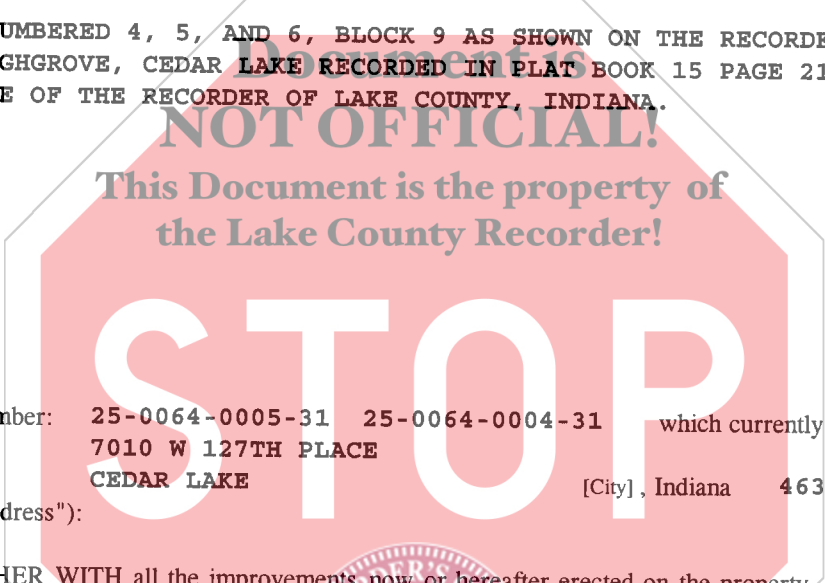 UMBERED 4, 5, AND 6, BLOCK 9 AS SHOWN ON THE RECORDE
Document is
GHGROVE, CEDAR LAKE RECORDED IN PLAT BOOK 15 PAGE 21
E OF THE RECORDER OF LAKE COUNTY, INDIANA.
NOT OFFICIAL!
This Document is the property of
the Lake County Recorder!
STOP
mber: 25-0064-0005-31 25-0064-0004-31 which currently
7010 W 127TH PLACE
CEDAR LAKE [City] , Indiana 463
dress"):
HER WITH all the improvements now or hereafter erected on the property
DER'S